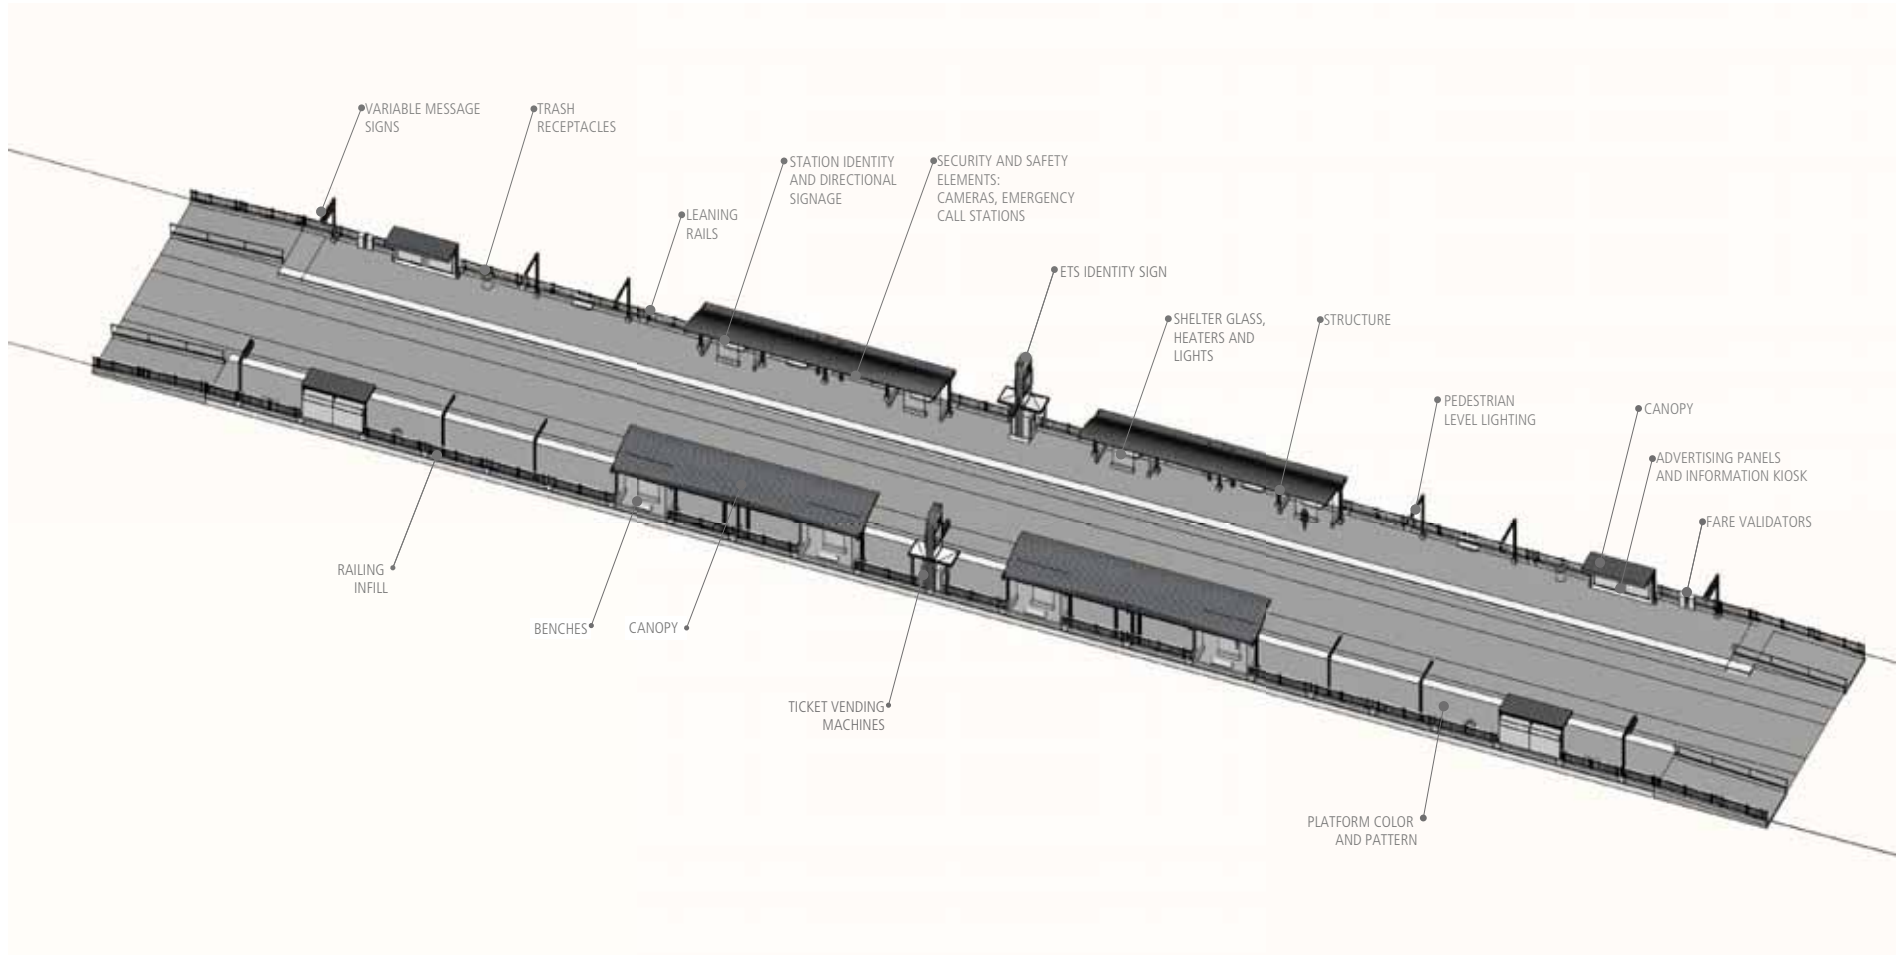 VARIABLE MESSAGE
SIGNS
TRASH
RECEPTACLES
STATION IDENTITY
AND DIRECTIONAL
SIGNAGE
SECURITY AND SAFETY
ELEMENTS:
CAMERAS, EMERGENCY
CALL STATIONS
LEANING
RAILS
ETS IDENTITY SIGN
SHELTER GLASS,
HEATERS AND
LIGHTS
STRUCTURE
PEDESTRIAN
LEVEL LIGHTING
CANOPY
ADVERTISING PANELS
AND INFORMATION KIOSK
FARE VALIDATORS
RAILING
INFILL
BENCHES
CANOPY
TICKET VENDING
MACHINES
PLATFORM COLOR
AND PATTERN